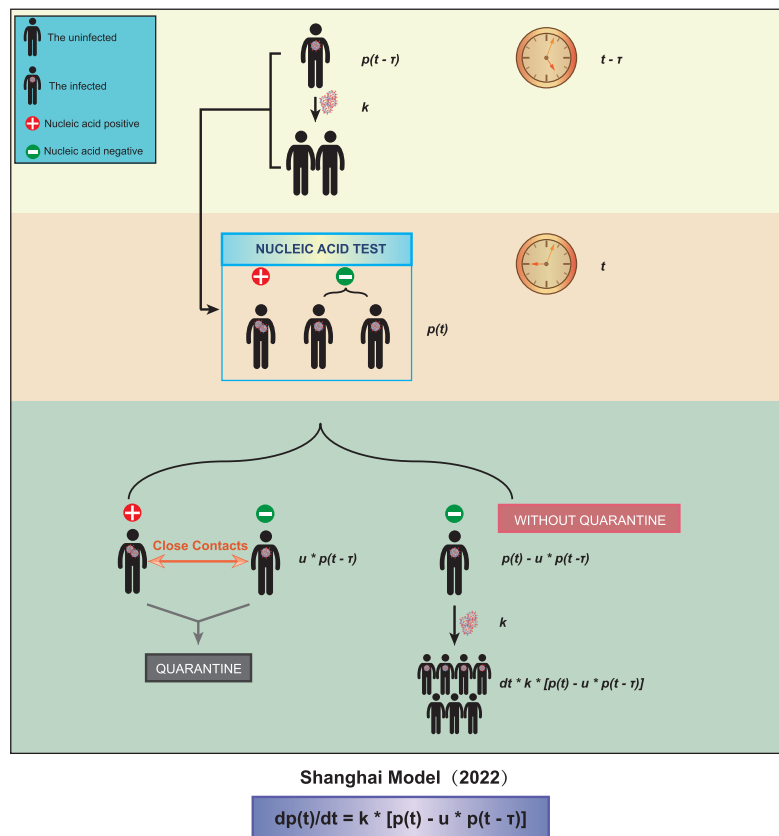 The uninfected
The infected
Nucleic acid positive
Nucleic acid negative
p(t - τ)
t - τ
k
NUCLEIC ACID TEST
t
p(t)
WITHOUT QUARANTINE
Close Contacts
u * p(t - τ)
p(t) - u * p(t -τ)
k
QUARANTINE
dt * k * [p(t) - u * p(t - τ)]
Shanghai Model（2022）
dp(t)/dt = k * [p(t) - u * p(t - τ)]